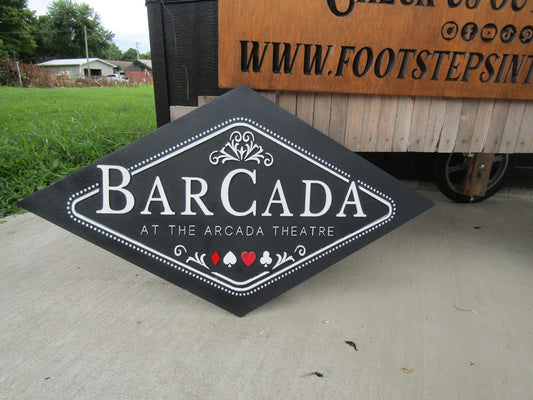 WWW.FOOTSTEPSIN
BARCADA
AT THE ARCADA THEATRE